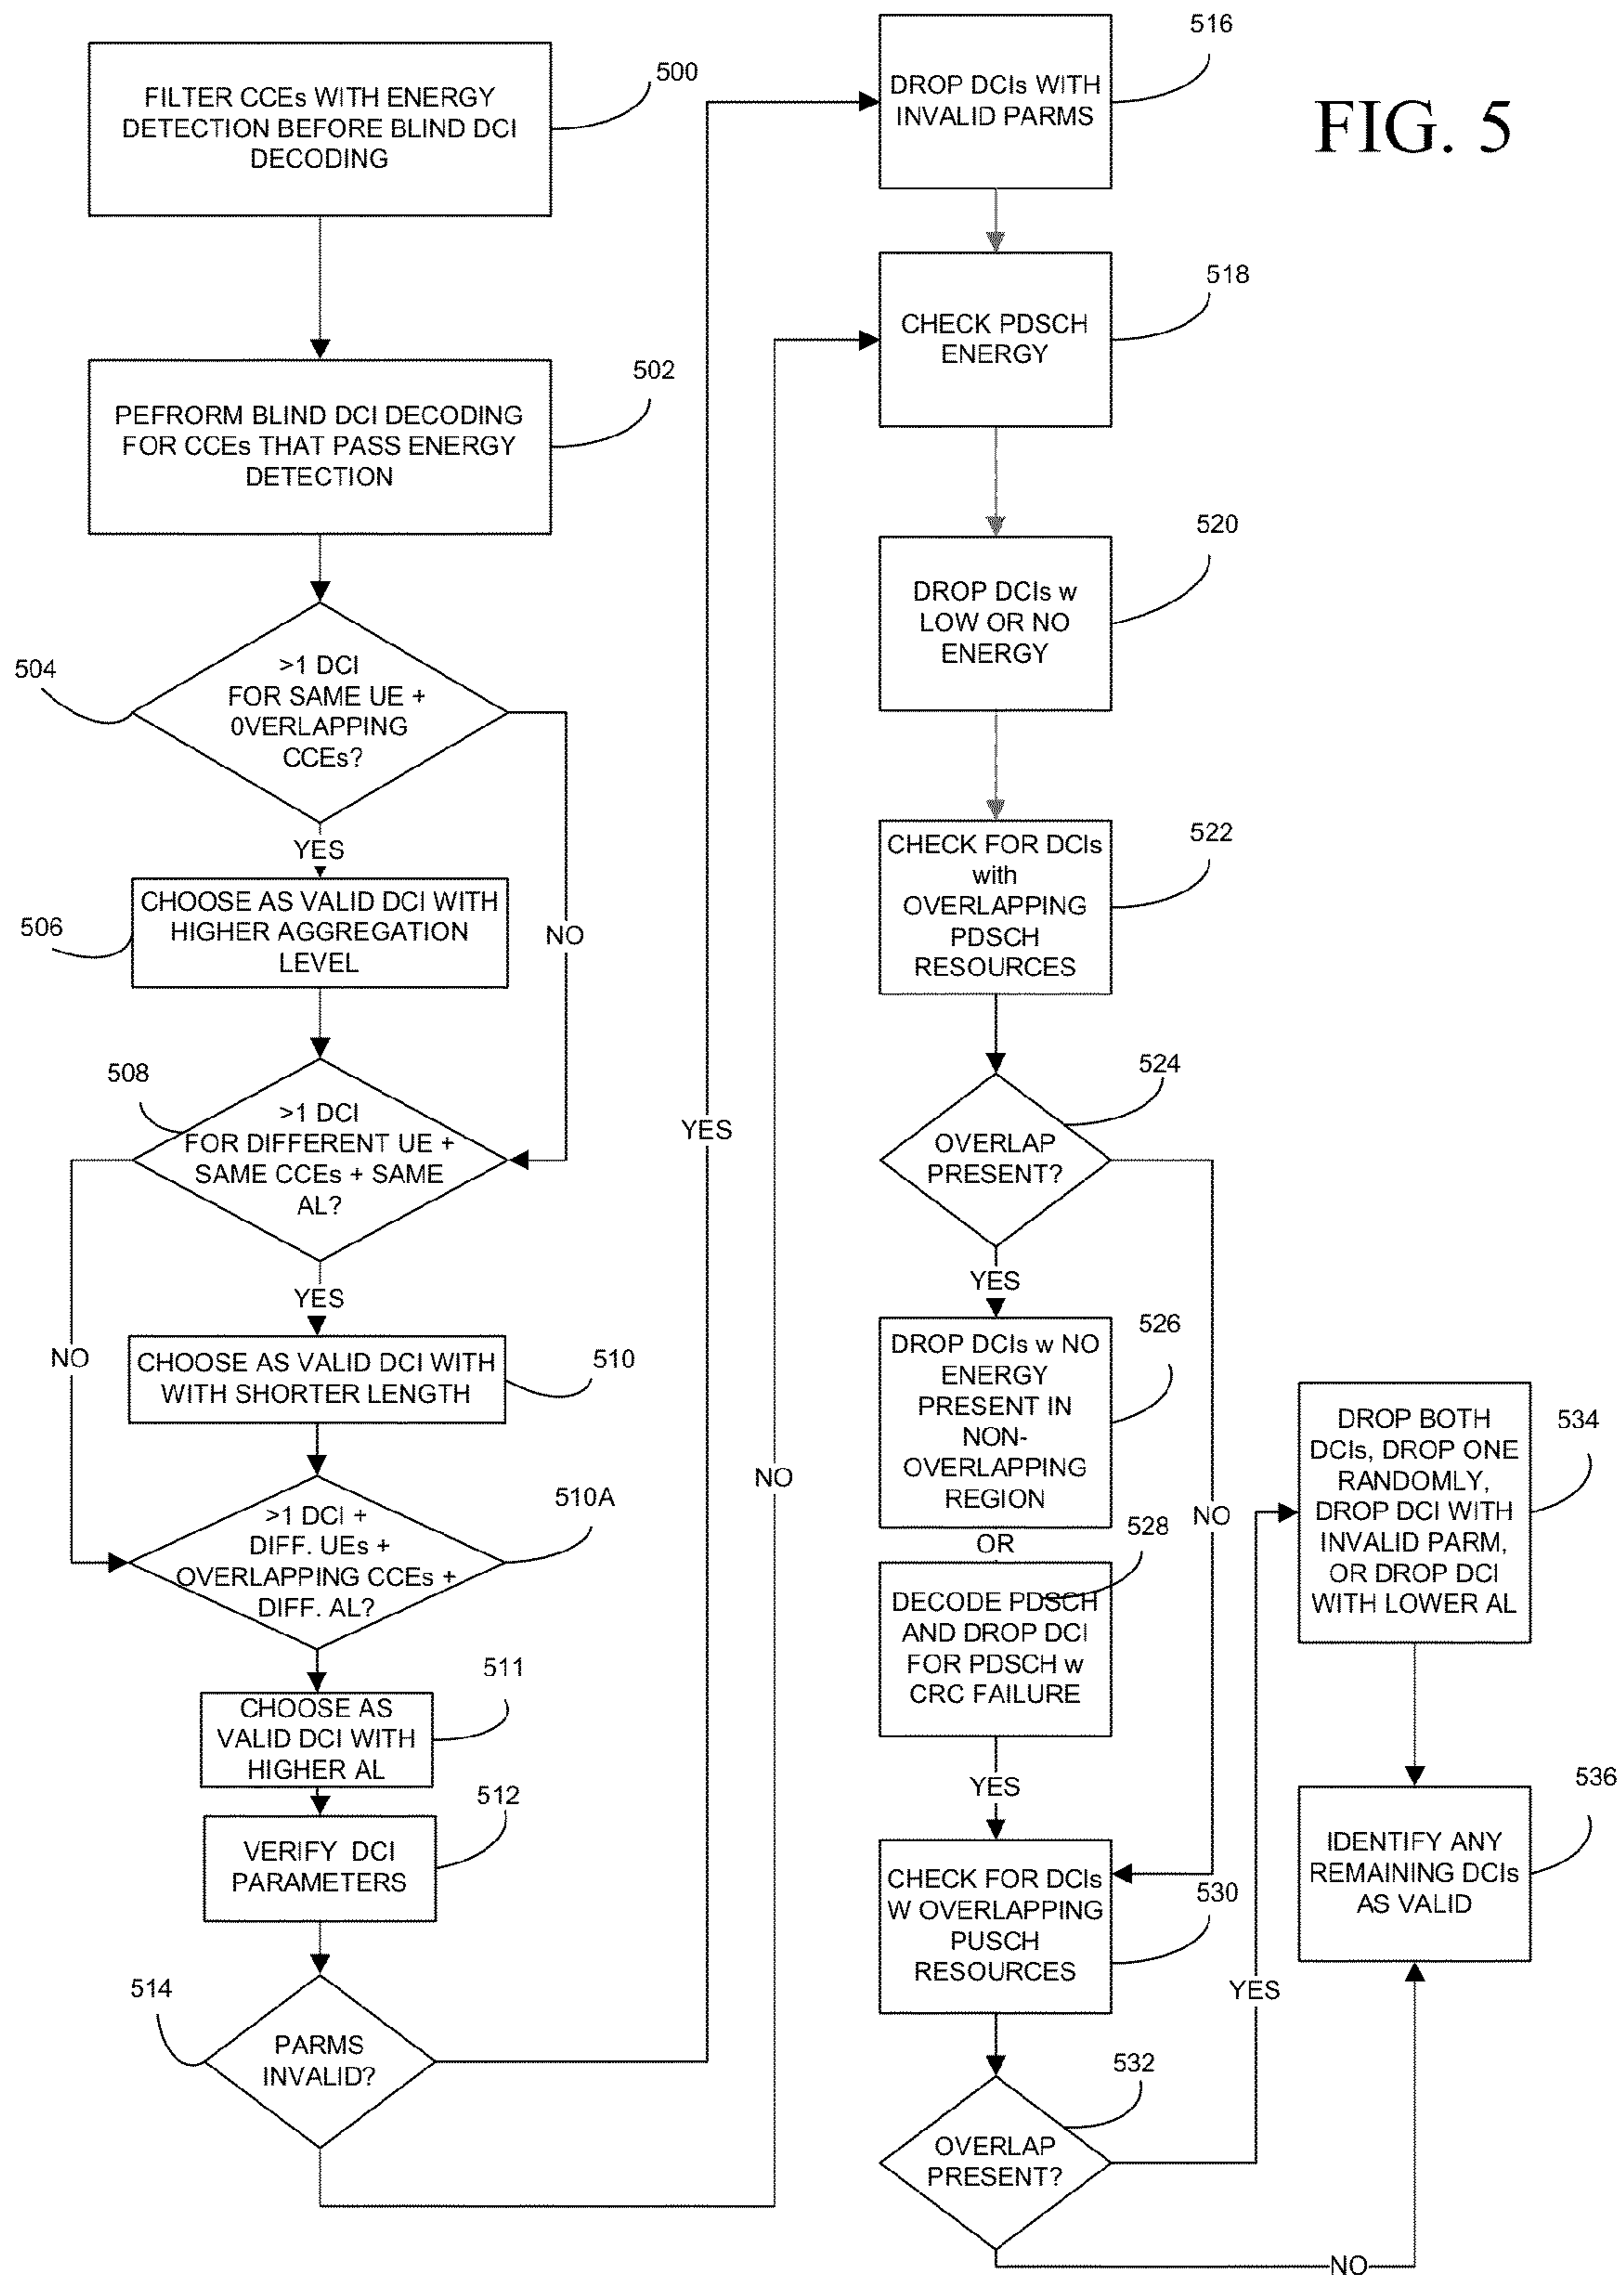 FIG. 5
500
FILTER CCEs WITH ENERGY
DETECTION BEFORE BLIND DCI
DECODING
502
PEFRORM BLIND DCI DECODING
FOR CCEs THAT PASS ENERGY
DETECTION
504
>1 DCI
FOR SAME UE +
0VERLAPPING
CCEs?
YES
NO
506
CHOOSE AS VALID DCI WITH
HIGHER AGGREGATION
LEVEL
508
>1 DCI
FOR DIFFERENT UE +
SAME CCEs + SAME
AL?
YES
NO
510
CHOOSE AS VALID DCI WITH
WITH SHORTER LENGTH
510A
>1 DCI +
DIFF. UEs +
OVERLAPPING CCEs +
DIFF. AL?
511
CHOOSE AS
VALID DCI WITH
HIGHER AL
512
VERIFY DCI
PARAMETERS
514
PARMS
INVALID?
YES
NO
516
DROP DCIs WITH
INVALID PARMS
518
CHECK PDSCH
ENERGY
520
DROP DCIs w
LOW OR NO
ENERGY
522
CHECK FOR DCIs
with
OVERLAPPING
PDSCH
RESOURCES
524
OVERLAP
PRESENT?
YES
NO
526
DROP DCIs w NO
ENERGY
PRESENT IN
NON-
OVERLAPPING
REGION
OR
528
DECODE PDSCH
AND DROP DCI
FOR PDSCH w
CRC FAILURE
YES
530
CHECK FOR DCIs
W OVERLAPPING
PUSCH
RESOURCES
532
OVERLAP
PRESENT?
YES
NO
534
DROP BOTH
DCIs, DROP ONE
RANDOMLY,
DROP DCI WITH
INVALID PARM,
OR DROP DCI
WITH LOWER AL
536
IDENTIFY ANY
REMAINING DCIs
AS VALID